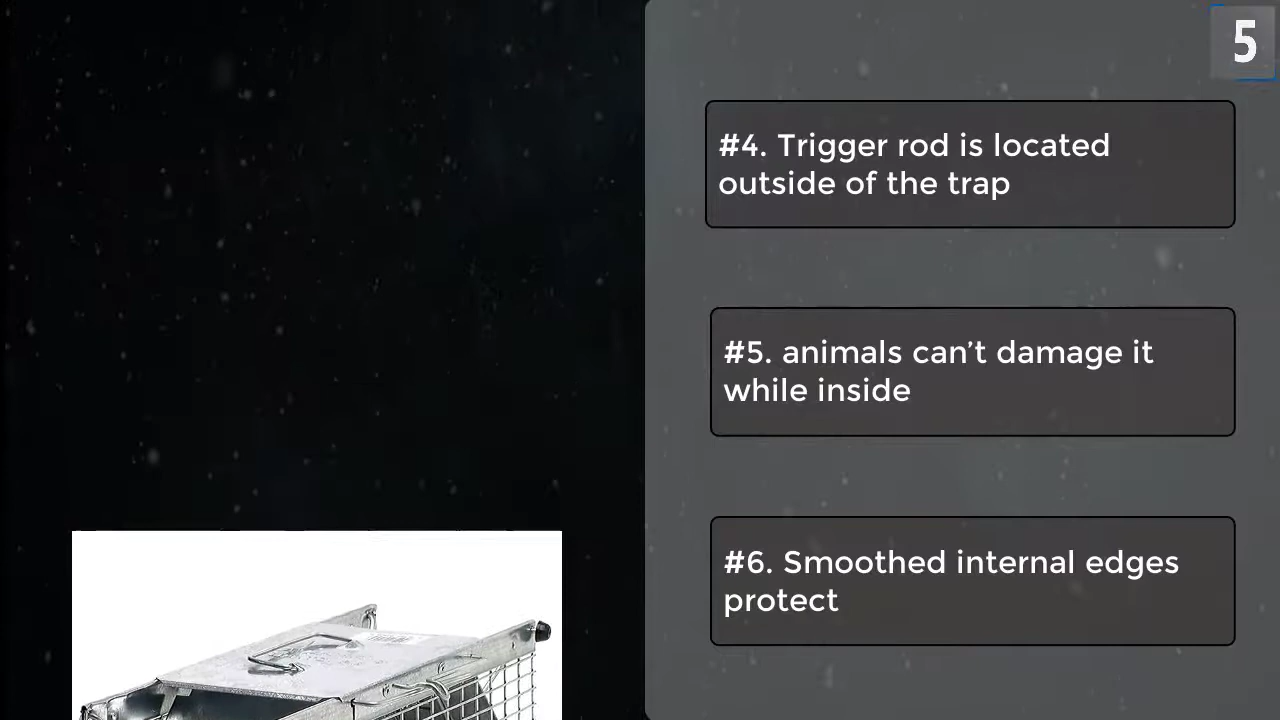 5
#4. Trigger rod is located
outside of the trap
#5. animals can’t damage it
while inside
#6. Smoothed internal edges
protect